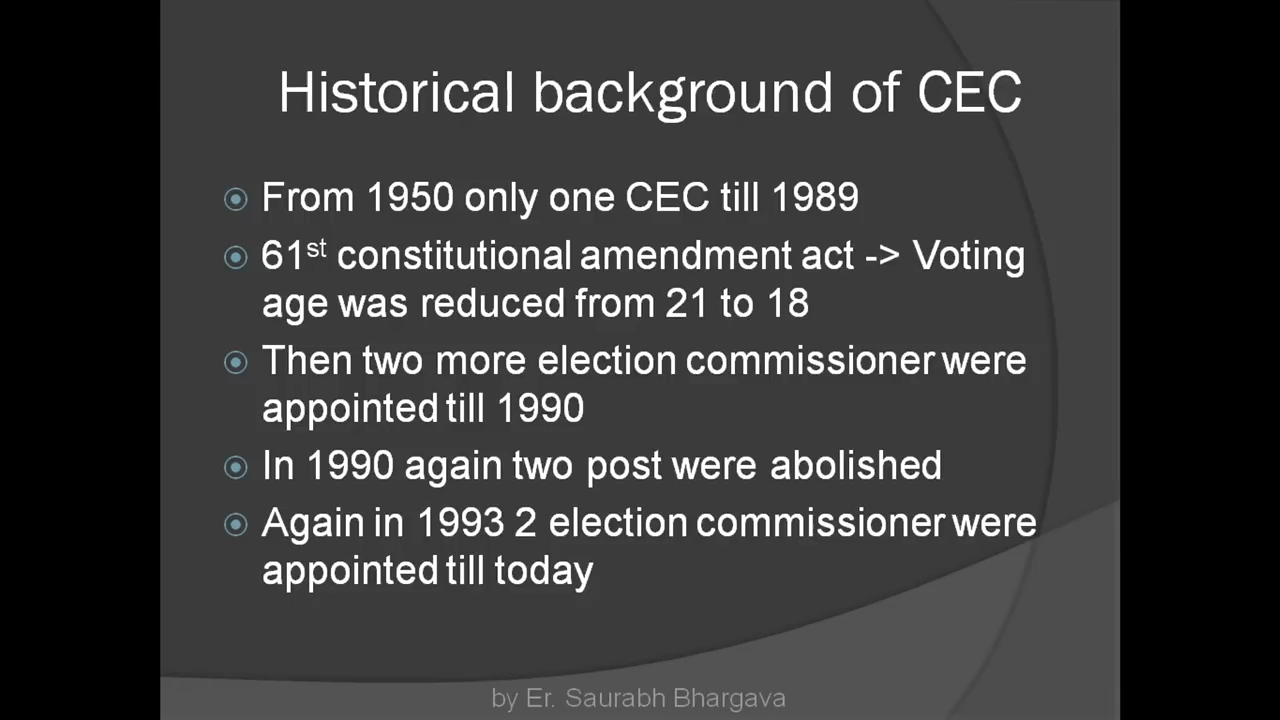 Historical background of CEC
From 1950 only one CEC till 1989
61st constitutional amendment act -> Voting
age was reduced from 21 to 18
Then two more election commissioner were
appointed till 1990
In 1990 again two post were abolished
Again in 1993 2 election commissioner were
appointed till today
by Er. Saurabh Bhargava